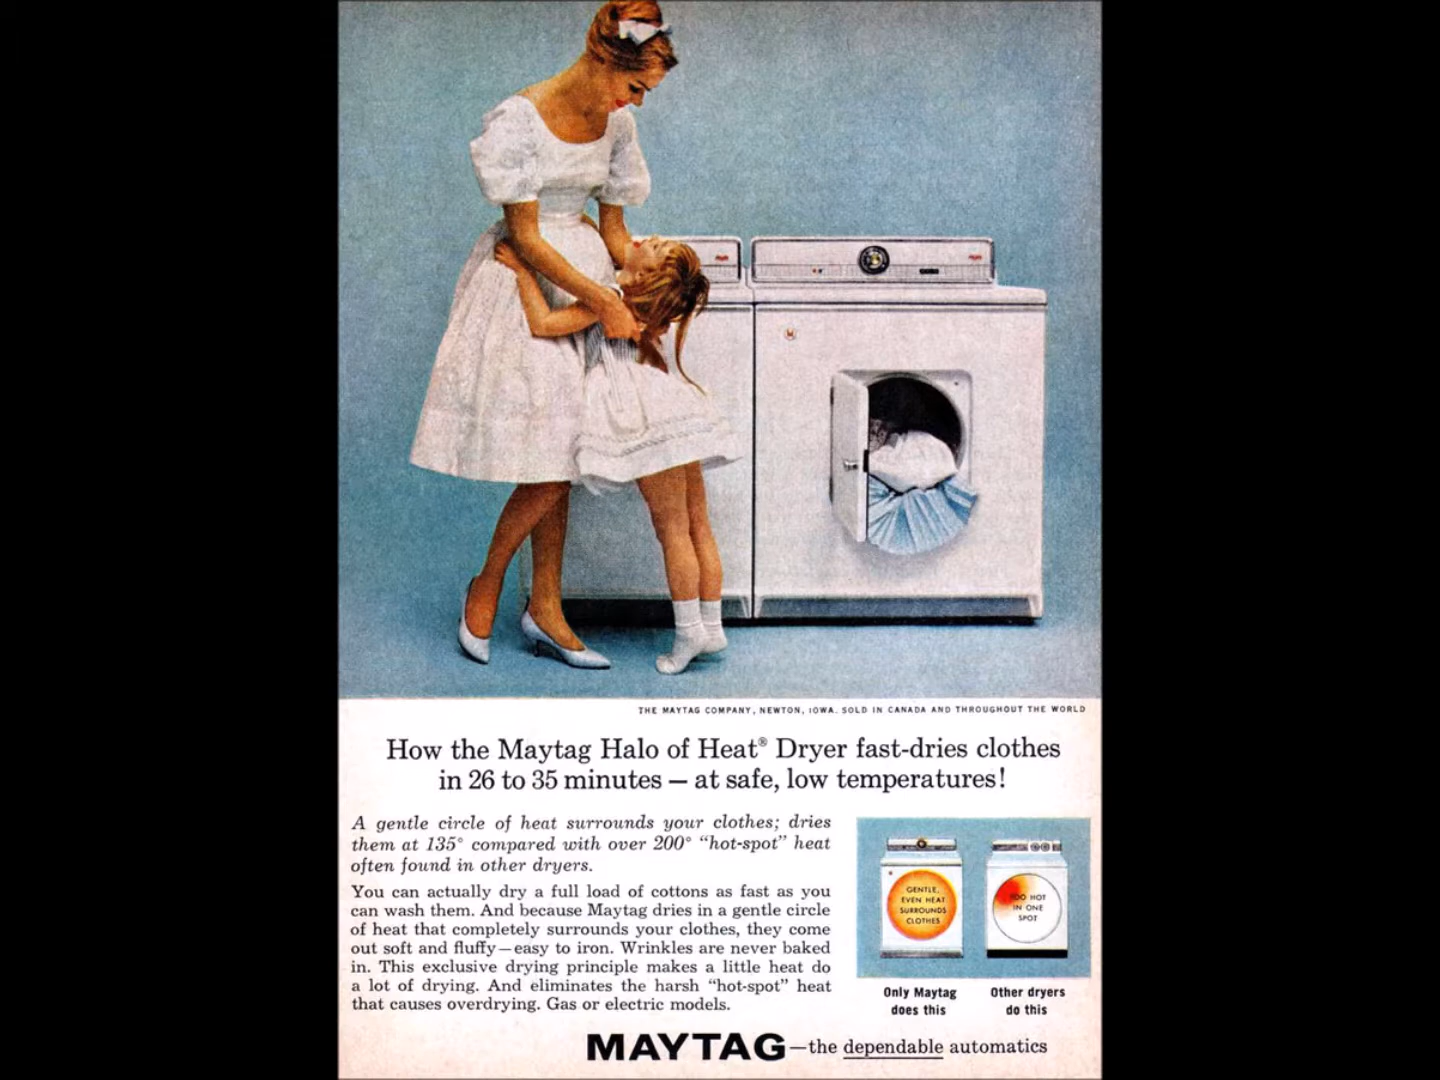 THE MAYTAG COMPANY, NEWTON, IOWA. SOLD IN CANADA AND THROUGHOUT THE WORLD
How the Maytag Halo of Heat® Dryer fast-dries clothes
in 26 to 35 minutes — at safe, low temperatures!
A gentle circle of heat surrounds your clothes; dries
them at 135° compared with over 200° “hot-spot” heat
often found in other dryers.
You can actually dry a full load of cottons as fast as you
can wash them. And because Maytag dries in a gentle circle
of heat that completely surrounds your clothes, they come
out soft and fluffy—easy to iron. Wrinkles are never baked
in. This exclusive drying principle makes a little heat do
a lot of drying. And eliminates the harsh “hot-spot” heat
that causes overdrying. Gas or electric models.
GENTLE,
EVEN HEAT
SURROUNDS
CLOTHES
TOO HOT
IN ONE
SPOT
Only Maytag
does this
Other dryers
do this
MAYTAG—the dependable automatics